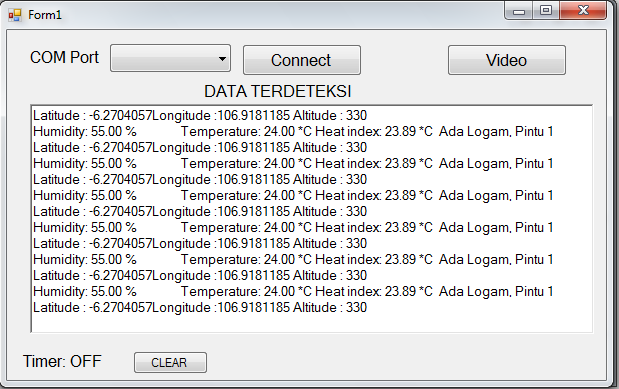 Form1
COM Port Connect Video
DATA TERDETEKSI
Latitude : -6.2704057Longitude :106.9181185 Altitude : 330
Humidity: 55.00 % Temperature: 24.00 *C Heat index: 23.89 *C Ada Logam, Pintu 1
Latitude : -6.2704057Longitude :106.9181185 Altitude : 330
Humidity: 55.00 % Temperature: 24.00 *C Heat index: 23.89 *C Ada Logam, Pintu 1
Latitude : -6.2704057Longitude :106.9181185 Altitude : 330
Humidity: 55.00 % Temperature: 24.00 *C Heat index: 23.89 *C Ada Logam, Pintu 1
Latitude : -6.2704057Longitude :106.9181185 Altitude : 330
Humidity: 55.00 % Temperature: 24.00 *C Heat index: 23.89 *C Ada Logam, Pintu 1
Latitude : -6.2704057Longitude :106.9181185 Altitude : 330
Humidity: 55.00 % Temperature: 24.00 *C Heat index: 23.89 *C Ada Logam, Pintu 1
Latitude : -6.2704057Longitude :106.9181185 Altitude : 330
Humidity: 55.00 % Temperature: 24.00 *C Heat index: 23.89 *C Ada Logam, Pintu 1
Latitude : -6.2704057Longitude :106.9181185 Altitude : 330
Timer: OFF CLEAR